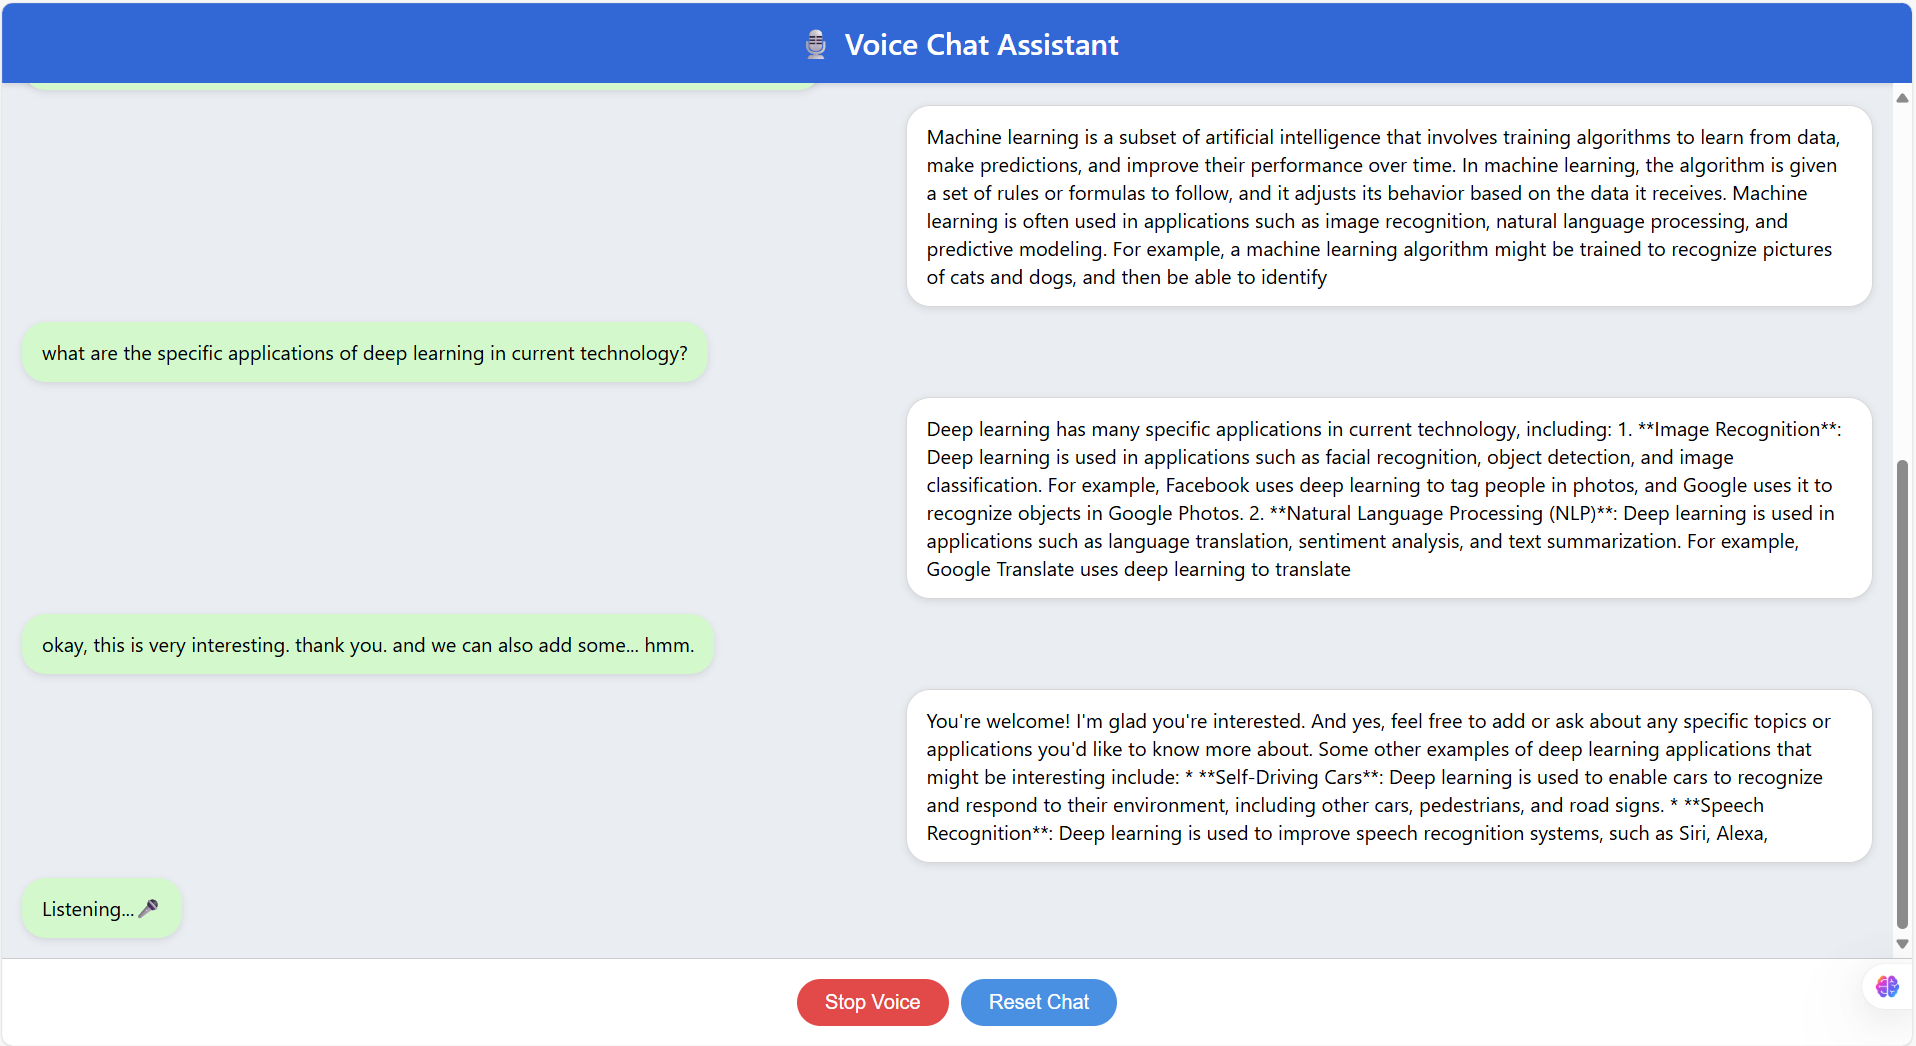 Voice Chat Assistant
Machine learning is a subset of artificial intelligence that involves training algorithms to learn from data,
make predictions, and improve their performance over time. In machine learning, the algorithm is given
a set of rules or formulas to follow, and it adjusts its behavior based on the data it receives. Machine
learning is often used in applications such as image recognition, natural language processing, and
predictive modeling. For example, a machine learning algorithm might be trained to recognize pictures
of cats and dogs, and then be able to identify
what are the specific applications of deep learning in current technology?
Deep learning has many specific applications in current technology, including: 1. **Image Recognition**:
Deep learning is used in applications such as facial recognition, object detection, and image
classification. For example, Facebook uses deep learning to tag people in photos, and Google uses it to
recognize objects in Google Photos. 2. **Natural Language Processing (NLP)**: Deep learning is used in
applications such as language translation, sentiment analysis, and text summarization. For example,
Google Translate uses deep learning to translate
okay, this is very interesting. thank you. and we can also add some... hmm.
You're welcome! I'm glad you're interested. And yes, feel free to add or ask about any specific topics or
applications you'd like to know more about. Some other examples of deep learning applications that
might be interesting include: * **Self-Driving Cars**: Deep learning is used to enable cars to recognize
and respond to their environment, including other cars, pedestrians, and road signs. * **Speech
Recognition**: Deep learning is used to improve speech recognition systems, such as Siri, Alexa,
Listening...
Stop Voice
Reset Chat